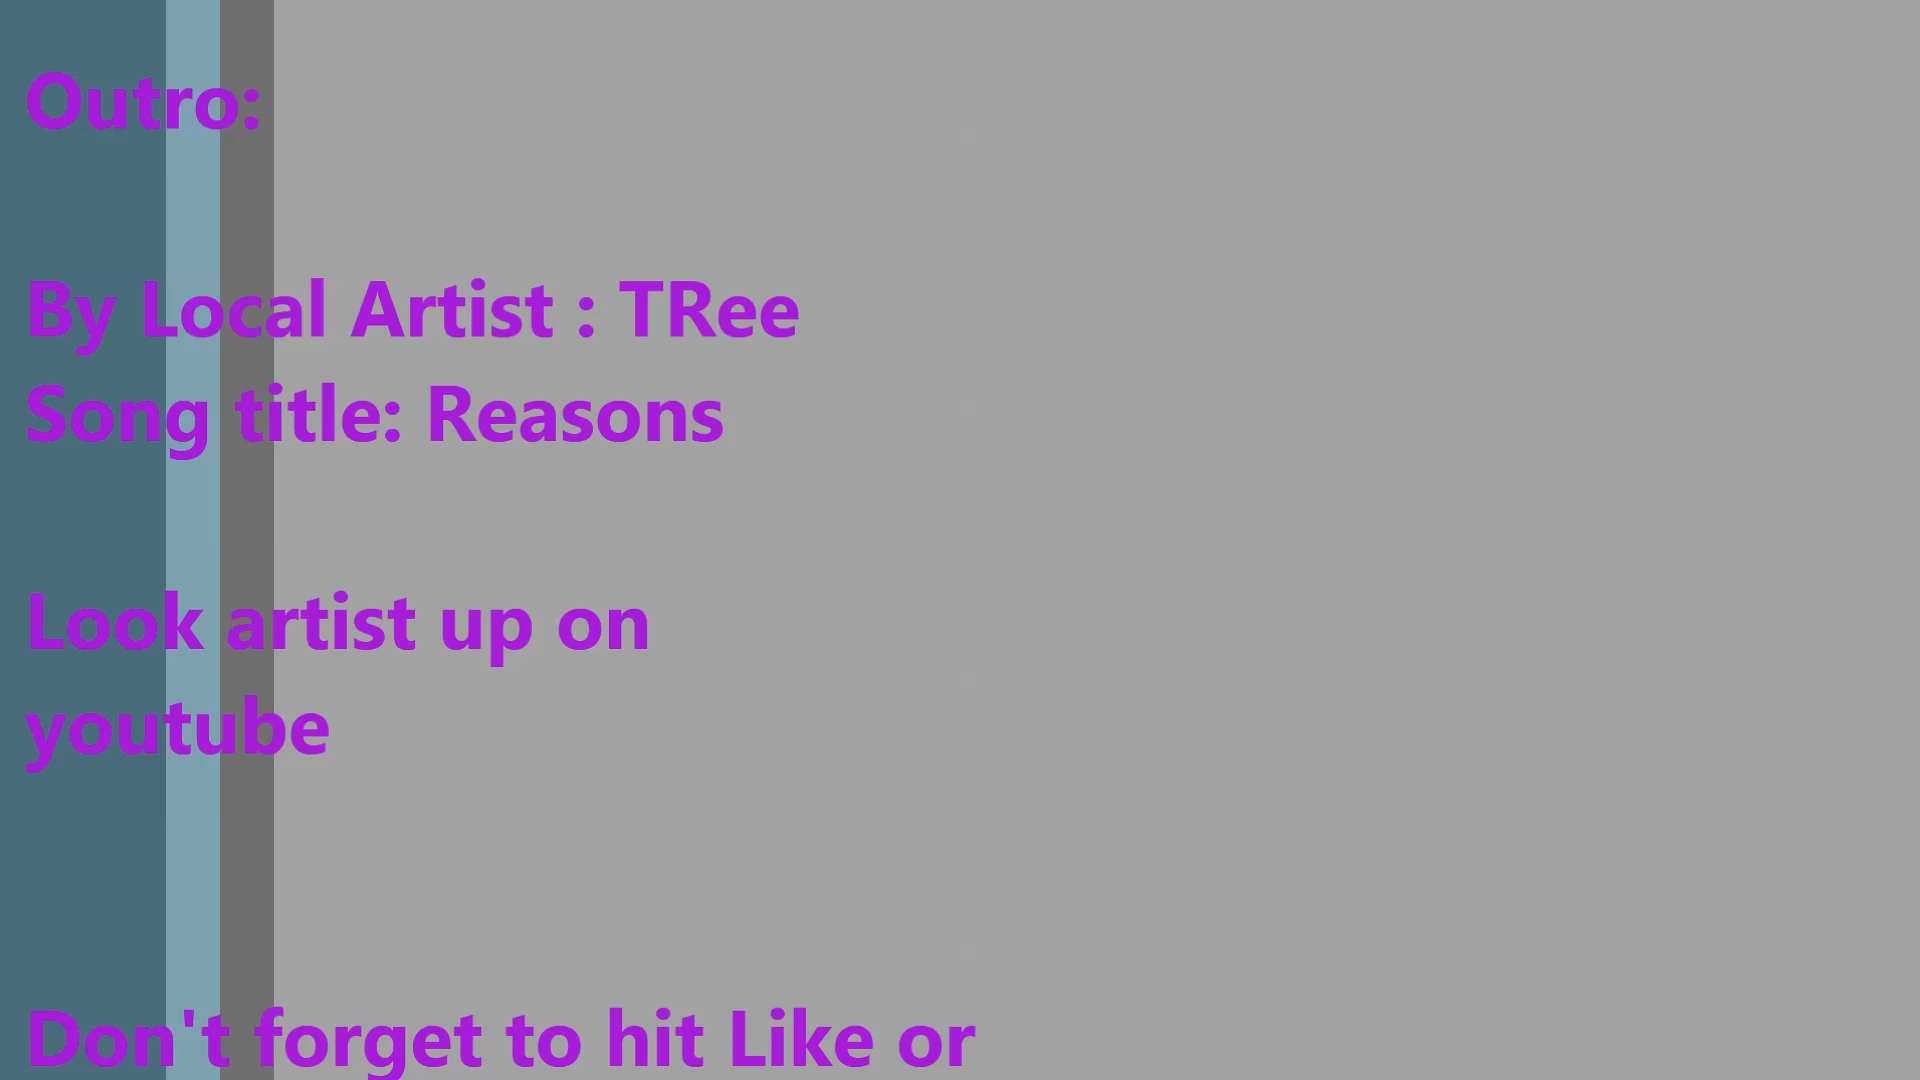 Outro:
By Local Artist : TRee
Song title: Reasons
Look artist up on
youtube
Don't forget to hit Like or